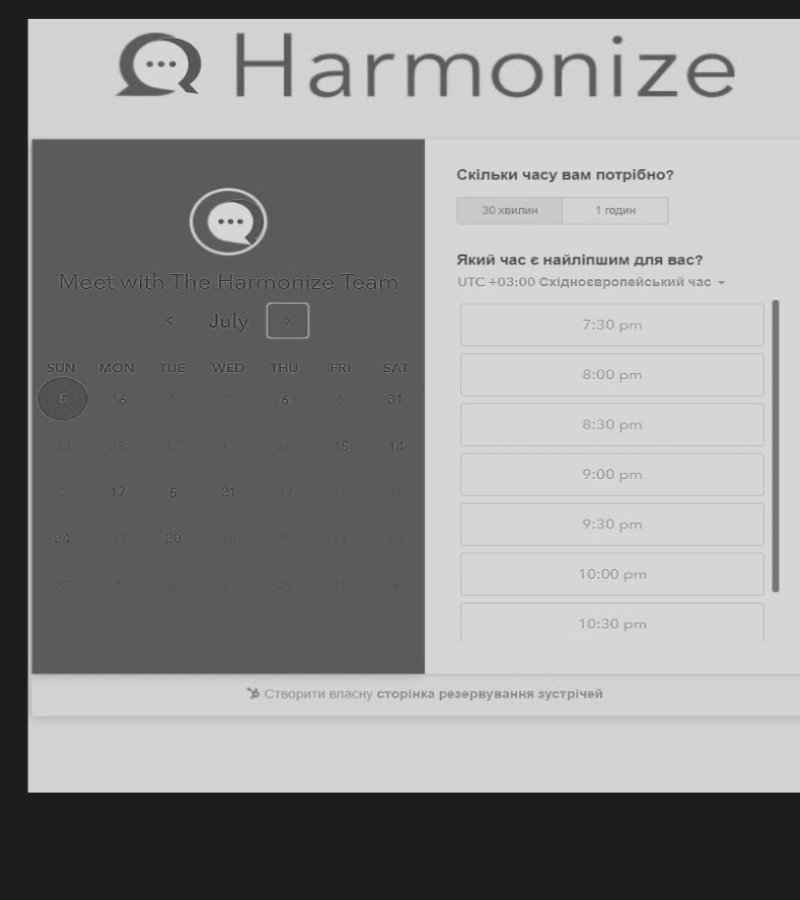 Harmonize
Meet with The Harmonize Team
July
SUN MON TUE WED THU FRI SAT
5 16 5 27 6 6 31
24 25 12 13 28 15 14
2 17 5 21 17 15 16
24 17 20 18 9 11 29
27 1 28 21 29 15 4
Скільки часу вам потрібно?
30 хвилин 1 годин
Який час є найліпшим для вас?
UTC +03:00 Східноєвропейський час
7:30 pm
8:00 pm
8:30 pm
9:00 pm
9:30 pm
10:00 pm
10:30 pm
Створити власну сторінка резервування зустрічей